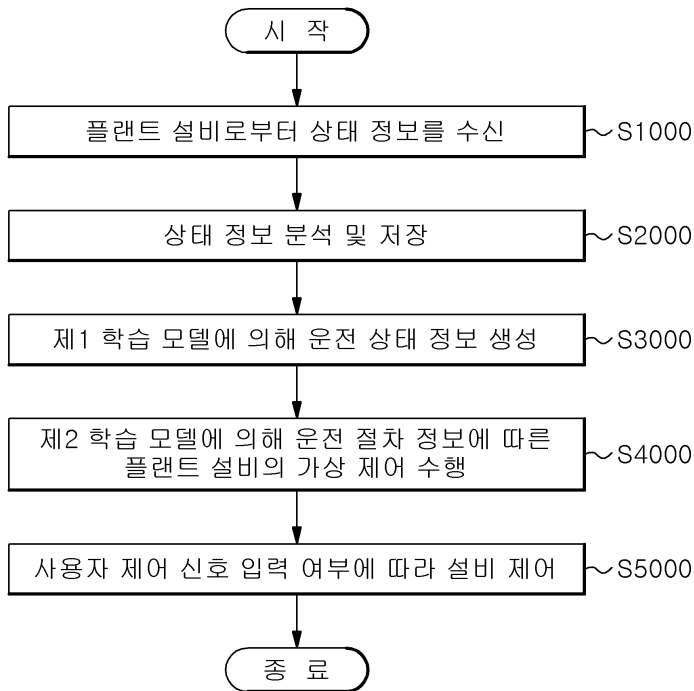 시 작
플랜트 설비로부터 상태 정보를 수신
S1000
상태 정보 분석 및 저장
S2000
제1 학습 모델에 의해 운전 상태 정보 생성
S3000
제2 학습 모델에 의해 운전 절차 정보에 따른
플랜트 설비의 가상 제어 수행
S4000
사용자 제어 신호 입력 여부에 따라 설비 제어
S5000
종 료